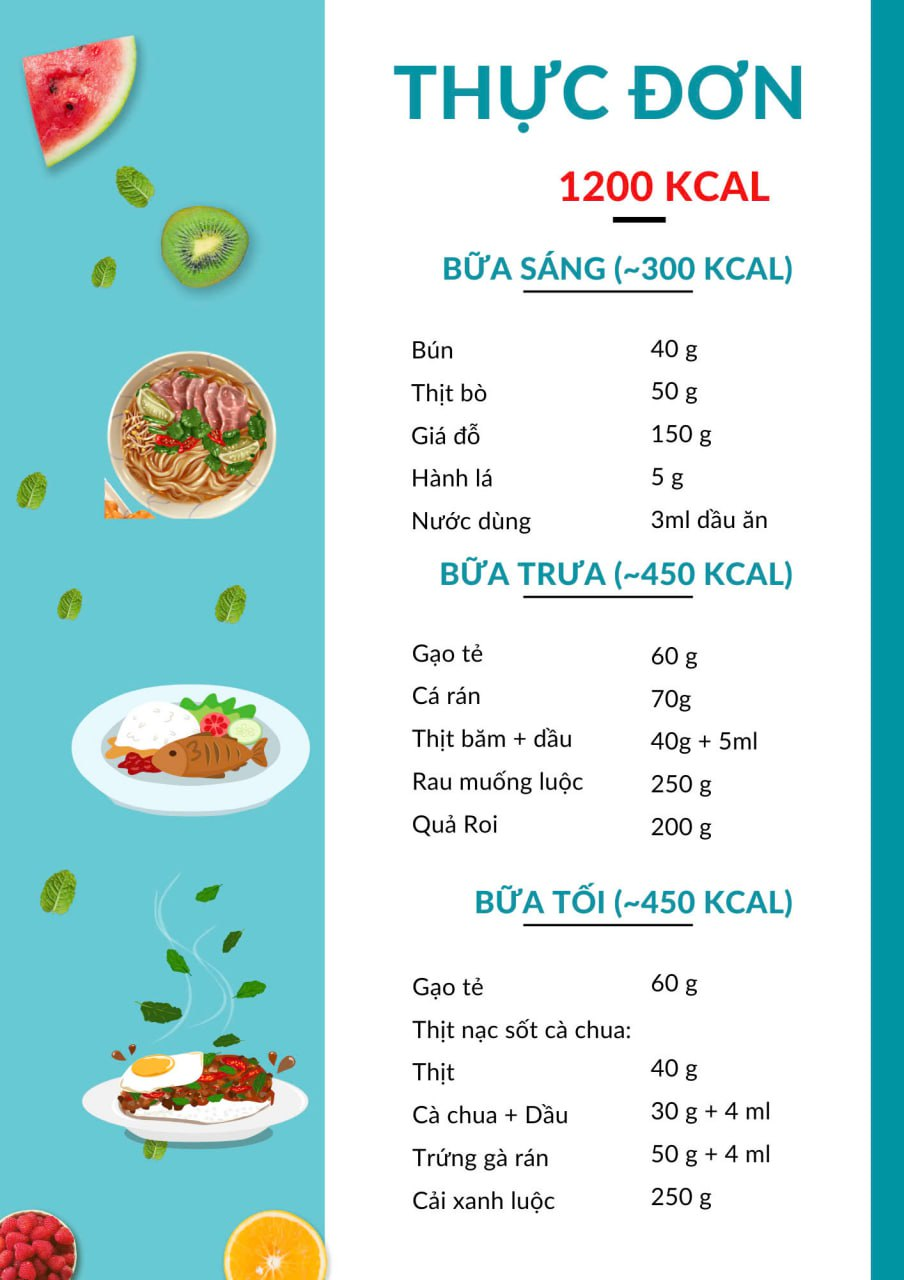 THỰC ĐƠN
1200 KCAL
BỮA SÁNG (~300 KCAL)
Bún 40 g
Thịt bò 50 g
Giá đỗ 150 g
Hành lá 5 g
Nước dùng 3ml dầu ăn
BỮA TRƯA (~450 KCAL)
Gạo tẻ 60 g
Cá rán 70g
Thịt băm + dầu 40g + 5ml
Rau muống luộc 250 g
Quả Roi 200 g
BỮA TỐI (~450 KCAL)
Gạo tẻ 60 g
Thịt nạc sốt cà chua:
Thịt 40 g
Cà chua + Dầu 30 g + 4 ml
Trứng gà rán 50 g + 4 ml
Cải xanh luộc 250 g